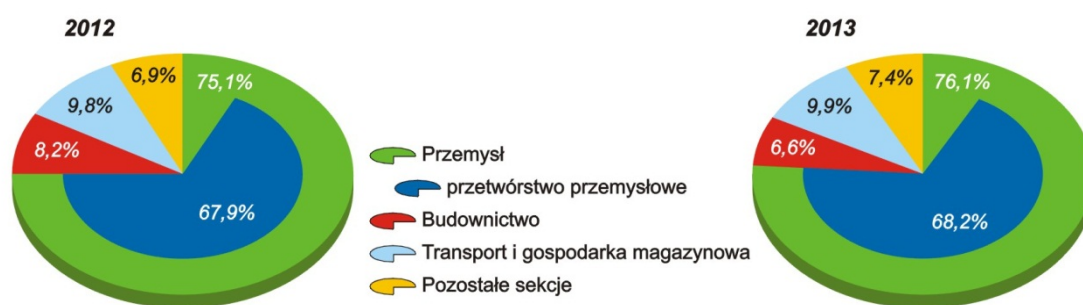 2012
6,9%
75,1%
9,8%
8,2%
67,9%
Przemysł
przetwórstwo przemysłowe
Budownictwo
Transport i gospodarka magazynowa
Pozostałe sekcje
2013
7,4%
76,1%
9,9%
6,6%
68,2%